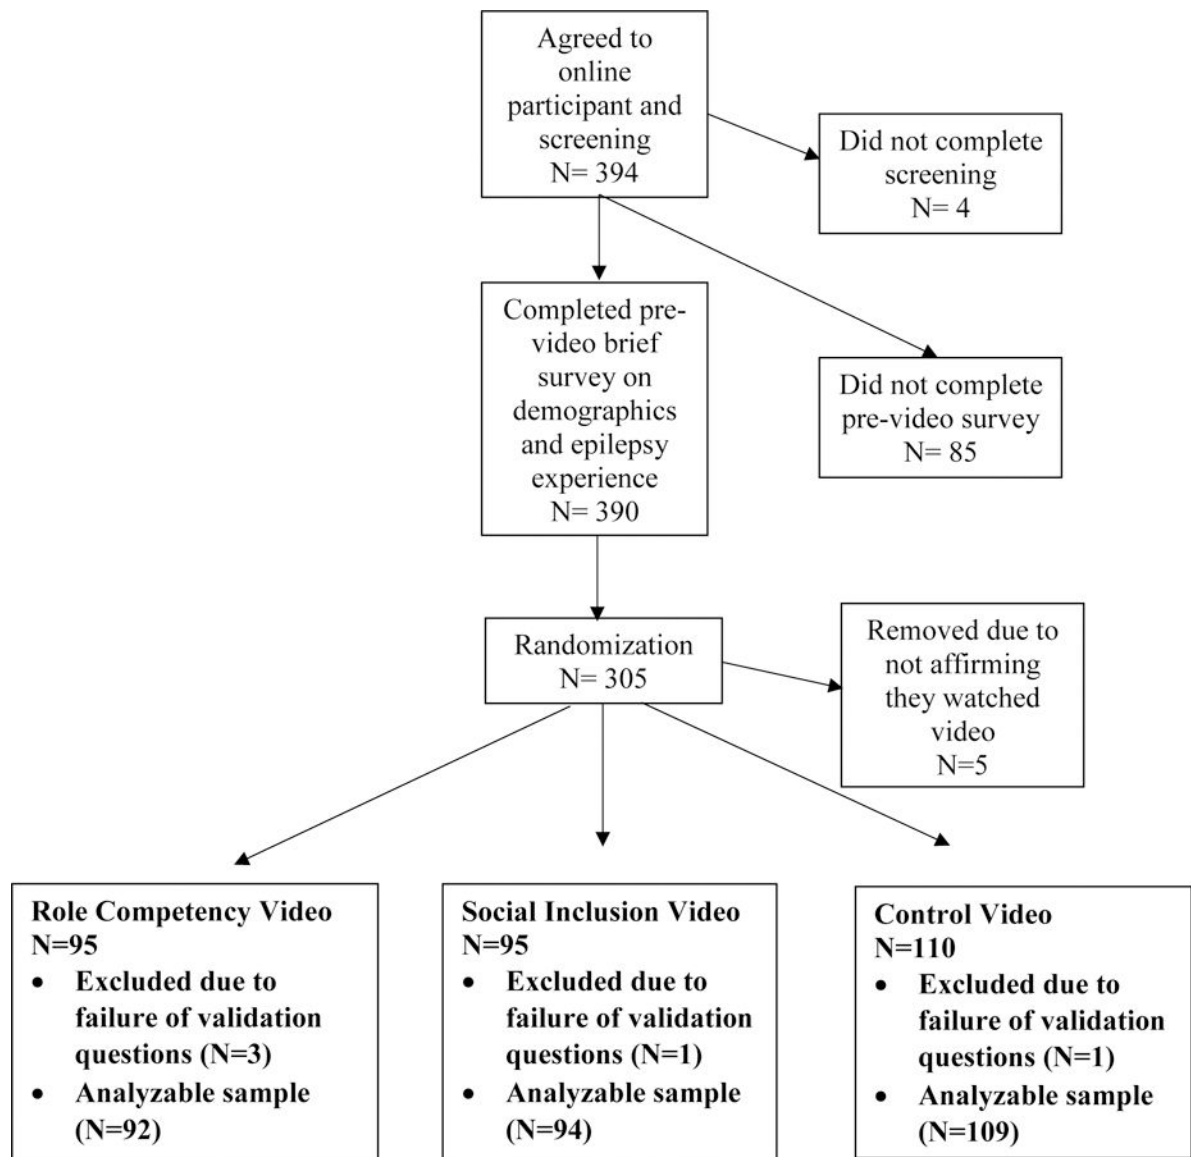 Agreed to
online
participant and
screening
N= 394
Did not complete
screening
N= 4
Completed pre-
video brief
survey on
demographics
and epilepsy
experience
N= 390
Did not complete
pre-video survey
N= 85
Randomization
N= 305
Removed due to
not affirming
they watched
video
N=5
Role Competency Video
N=95
• Excluded due to
failure of validation
questions (N=3)
• Analyzable sample
(N=92)
Social Inclusion Video
N=95
• Excluded due to
failure of validation
questions (N=1)
• Analyzable sample
(N=94)
Control Video
N=110
• Excluded due to
failure of validation
questions (N=1)
• Analyzable sample
(N=109)